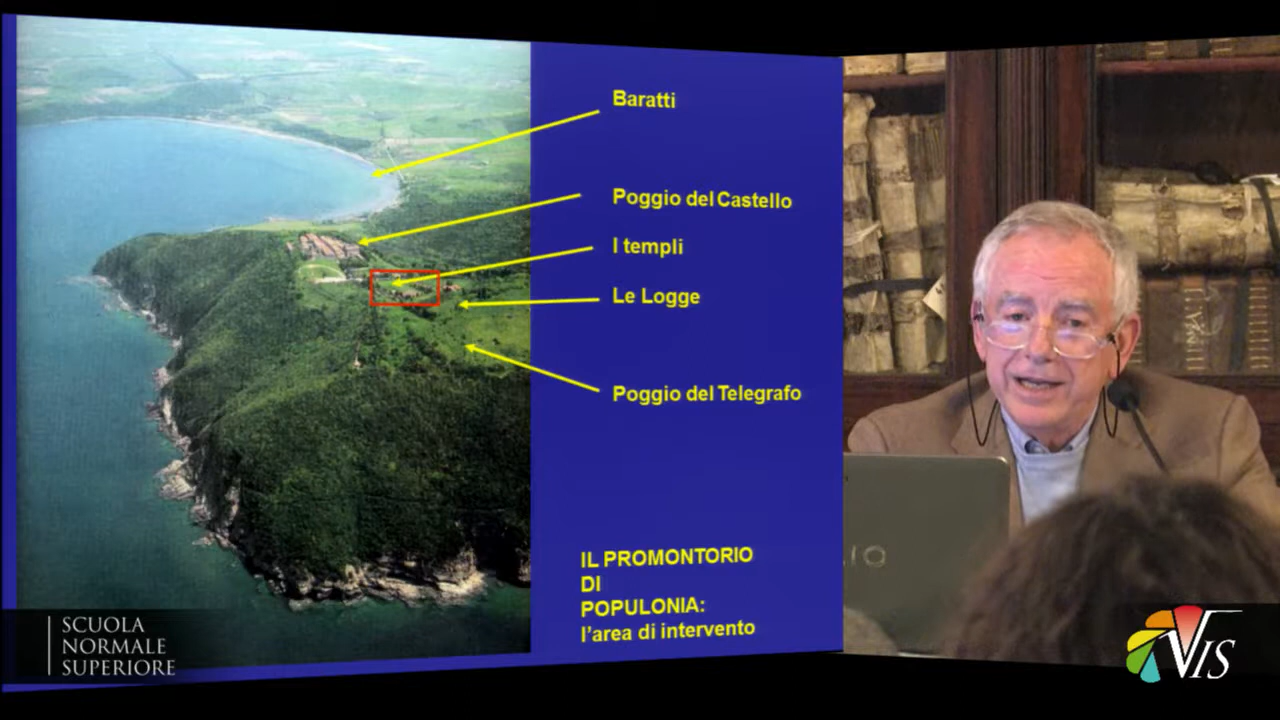 Baratti
Poggio del Castello
I templi
Le Logge
Poggio del Telegrafo
IL PROMONTORIO
DI
POPULONIA:
l'area di intervento
SCUOLA
NORMALE
SUPERIORE
VIS